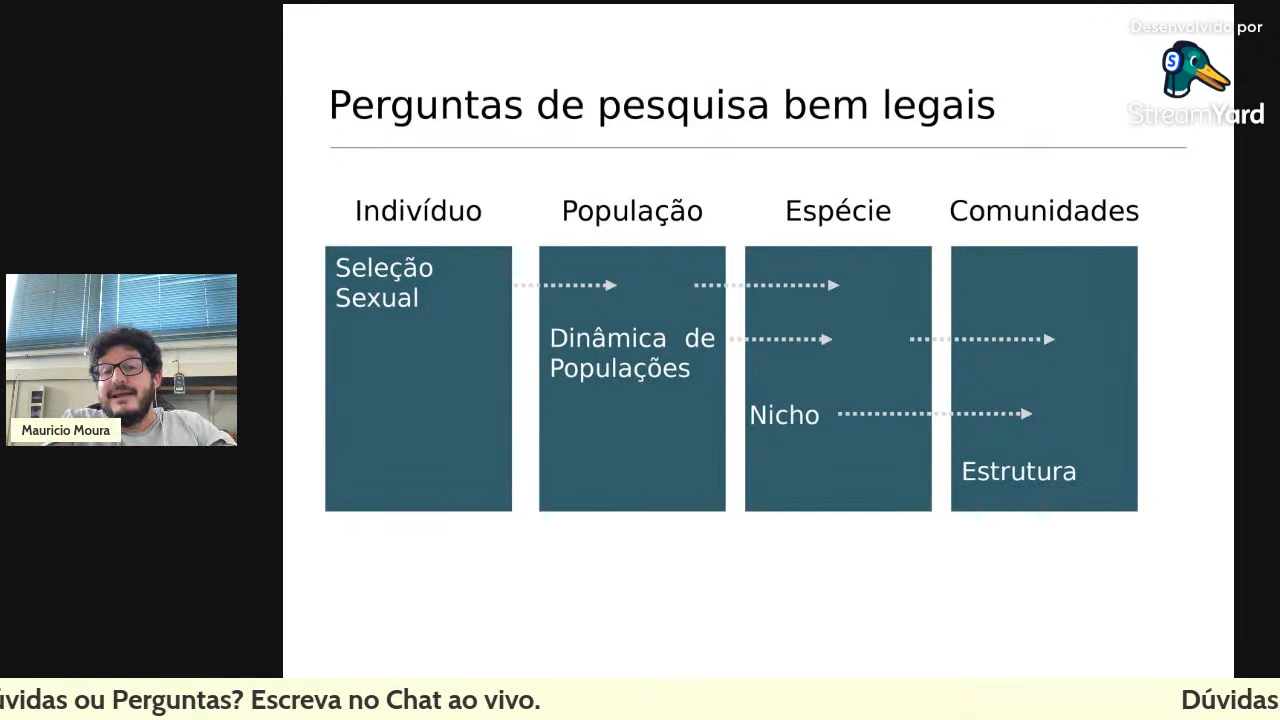 Desenvolvido por
StreamYard
Perguntas de pesquisa bem legais
Indivíduo
População
Espécie
Comunidades
Seleção
Sexual
Dinâmica de
Populações
Nicho
Estrutura
Mauricio Moura
úvidas ou Perguntas? Escreva no Chat ao vivo.
Dúvidas